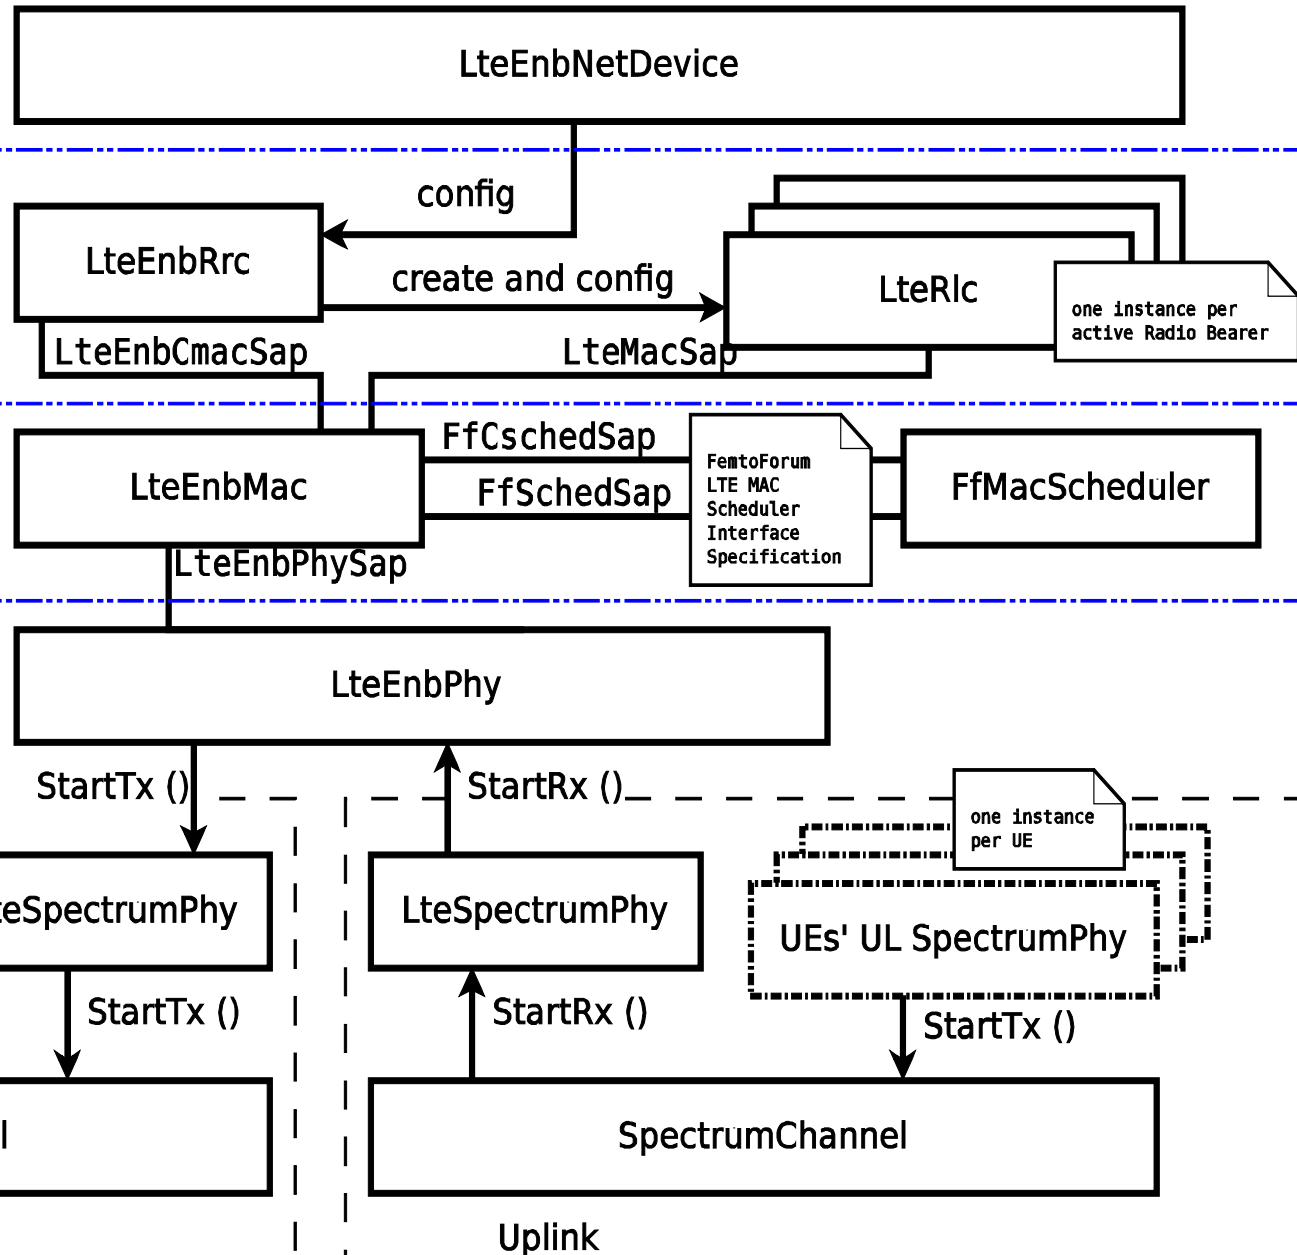 LteEnbNetDevice
config
LteEnbRrc
create and config
LteRlc
one instance per
active Radio Bearer
LteEnbCmacSap
LteMacSap
FfCschedSap
LteEnbMac
FfSchedSap
FemtoForum
LTE MAC
Scheduler
Interface
Specification
FfMacScheduler
LteEnbPhySap
LteEnbPhy
StartTx ()
StartRx ()
one instance
per UE
teSpectrumPhy
LteSpectrumPhy
UEs' UL SpectrumPhy
StartTx ()
StartRx ()
StartTx ()
l
SpectrumChannel
Uplink